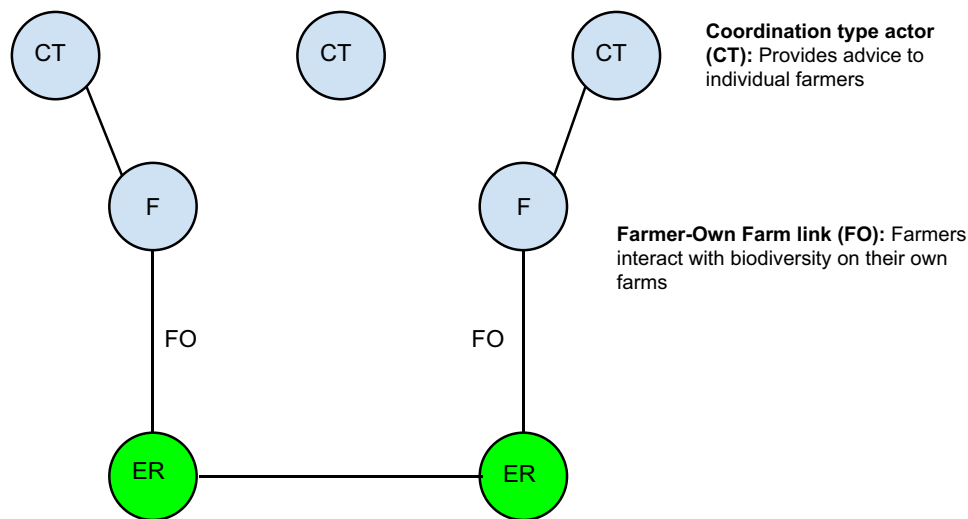 CT
CT
CT
Coordination type actor
(CT): Provides advice to
individual farmers
F
F
Farmer-Own Farm link (FO): Farmers
interact with biodiversity on their own
farms
FO
FO
ER
ER